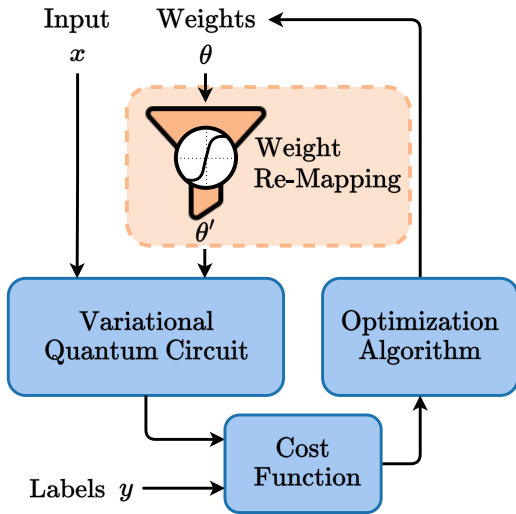 Input
x
Weights
θ
Weight
Re-Mapping
θ′
Variational
Quantum Circuit
Optimization
Algorithm
Cost
Function
Labels y